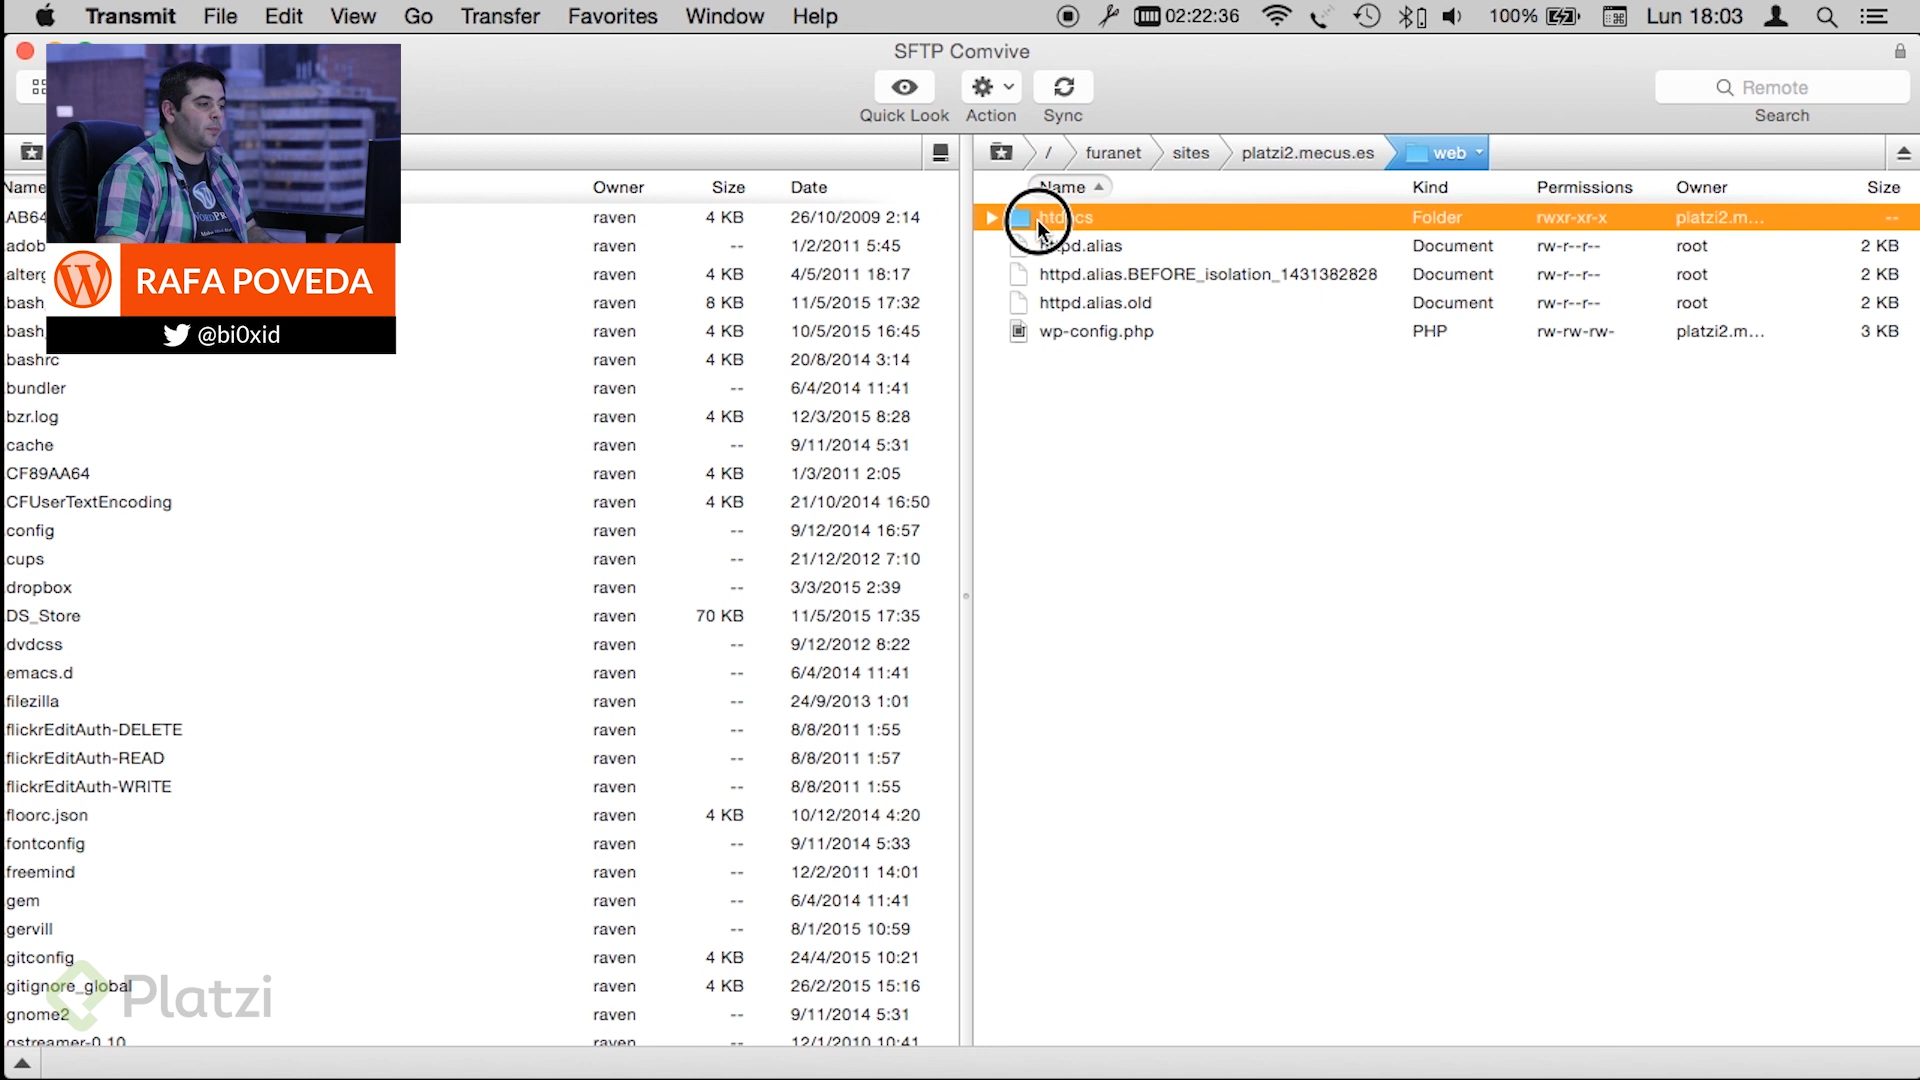 Transmit File Edit View Go Transfer Favorites Window Help 02:22:36 100% Lun 18:03
SFTP Comvive
Quick Look Action Sync
Remote
Search
/ furanet sites platzi2.mecus.es web
Name Owner Size Date
.AB64 raven 4 KB 26/10/2009 2:14
.adob raven -- 1/2/2011 5:45
.alterg raven 4 KB 4/5/2011 18:17
.bash_ raven 8 KB 11/5/2015 17:32
.bash_ raven 4 KB 10/5/2015 16:45
.bashrc raven 4 KB 20/8/2014 3:14
.bundler raven -- 6/4/2014 11:41
.bzr.log raven 4 KB 12/3/2015 8:28
.cache raven -- 9/11/2014 5:31
.CF89AA64 raven 4 KB 1/3/2011 2:05
.CFUserTextEncoding raven 4 KB 21/10/2014 16:50
.config raven -- 9/12/2014 16:57
.cups raven -- 21/12/2012 7:10
.dropbox raven -- 3/3/2015 2:39
.DS_Store raven 70 KB 11/5/2015 17:35
.dvdcss raven -- 9/12/2012 8:22
.emacs.d raven -- 6/4/2014 11:41
.filezilla raven -- 24/9/2013 1:01
.flickrEditAuth-DELETE raven -- 8/8/2011 1:55
.flickrEditAuth-READ raven -- 8/8/2011 1:57
.flickrEditAuth-WRITE raven -- 8/8/2011 1:55
.floorc.json raven 4 KB 10/12/2014 4:20
.fontconfig raven -- 9/11/2014 5:33
.freemind raven -- 12/2/2011 14:01
.gem raven -- 6/4/2014 11:41
.gervill raven -- 8/1/2015 10:59
.gitconfig raven 4 KB 24/4/2015 10:21
.gitignore_global raven 4 KB 26/2/2015 15:16
.gnome2 raven -- 9/11/2014 5:31
.gstreamer-0.10 raven -- 12/1/2010 10:41
Name Kind Permissions Owner Size
htdocs Folder rwxr-xr-x platzi2.m... --
httpd.alias Document rw-r--r-- root 2 KB
httpd.alias.BEFORE_isolation_1431382828 Document rw-r--r-- root 2 KB
httpd.alias.old Document rw-r--r-- root 2 KB
wp-config.php PHP rw-rw-rw- platzi2.m... 3 KB
RAFA POVEDA
@bi0xid
Platzi